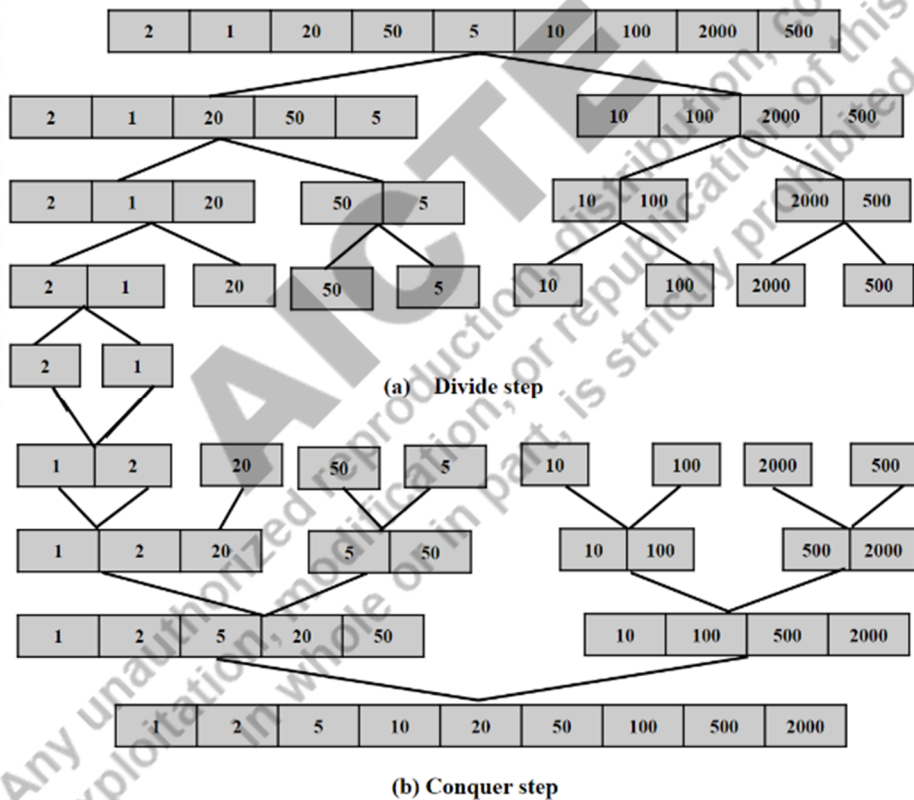 2 1 20 50 5 10 100 2000 500
2 1 20 50 5 10 100 2000 500
2 1 20 50 5 10 100 2000 500
2 1 20 50 5 10 100 2000 500
2 1
(a) Divide step
1 2 20 50 5 10 100 2000 500
1 2 20 5 50 10 100 500 2000
1 2 5 20 50 10 100 500 2000
1 2 5 10 20 50 100 500 2000
(b) Conquer step
AICTE
Any unauthorized reproduction, distribution,
exploitation, modification, or republication of this
in whole or in part, is strictly prohibited